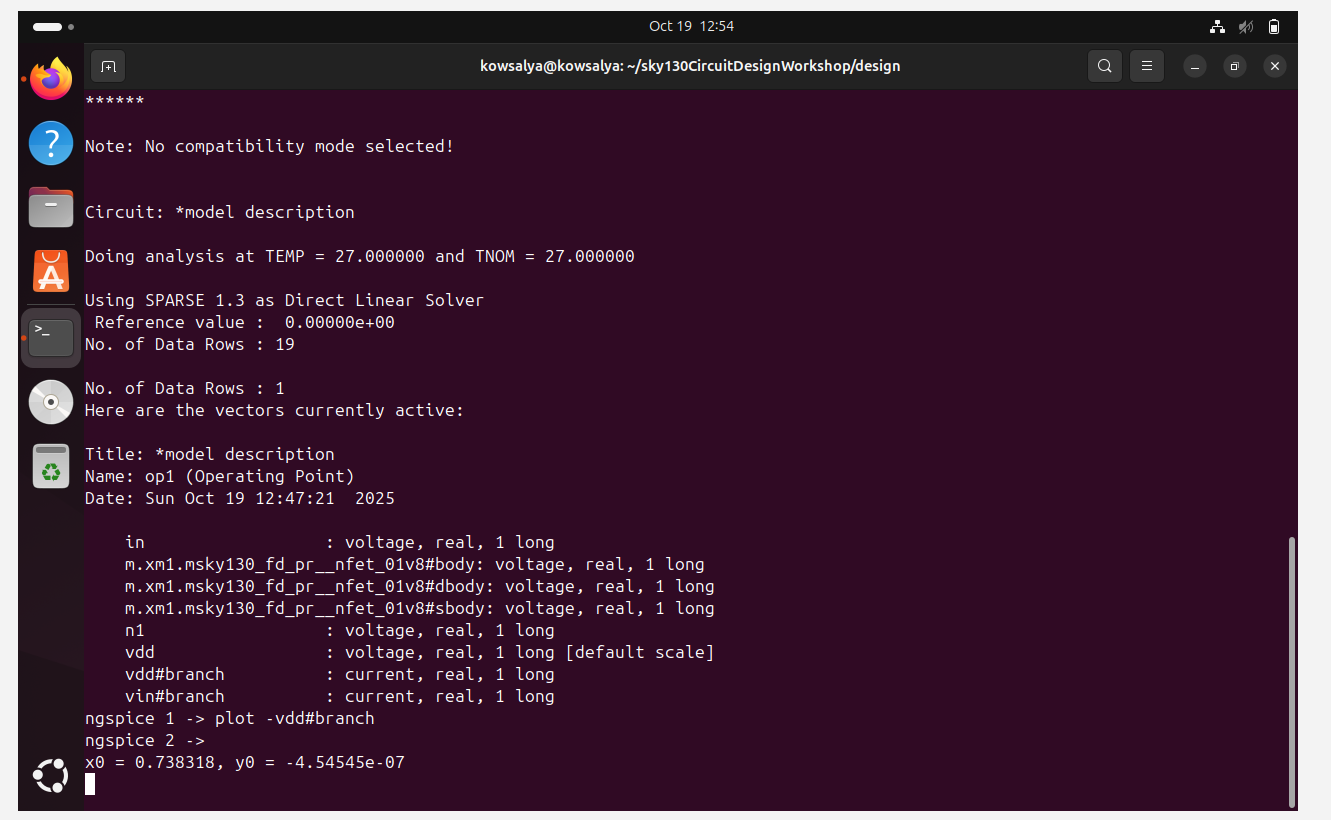 Oct 19 12:54
kowsalya@kowsalya: ~/sky130CircuitDesignWorkshop/design
******
Note: No compatibility mode selected!
Circuit: *model description
Doing analysis at TEMP = 27.000000 and TNOM = 27.000000
Using SPARSE 1.3 as Direct Linear Solver
Reference value :  0.00000e+00
No. of Data Rows : 19
No. of Data Rows : 1
Here are the vectors currently active:
Title: *model description
Name: op1 (Operating Point)
Date: Sun Oct 19 12:47:21  2025
in                  : voltage, real, 1 long
m.xm1.msky130_fd_pr__nfet_01v8#body: voltage, real, 1 long
m.xm1.msky130_fd_pr__nfet_01v8#dbody: voltage, real, 1 long
m.xm1.msky130_fd_pr__nfet_01v8#sbody: voltage, real, 1 long
n1                  : voltage, real, 1 long
vdd                 : voltage, real, 1 long [default scale]
vdd#branch          : current, real, 1 long
vin#branch          : current, real, 1 long
ngspice 1 -> plot -vdd#branch
ngspice 2 ->
x0 = 0.738318, y0 = -4.54545e-07